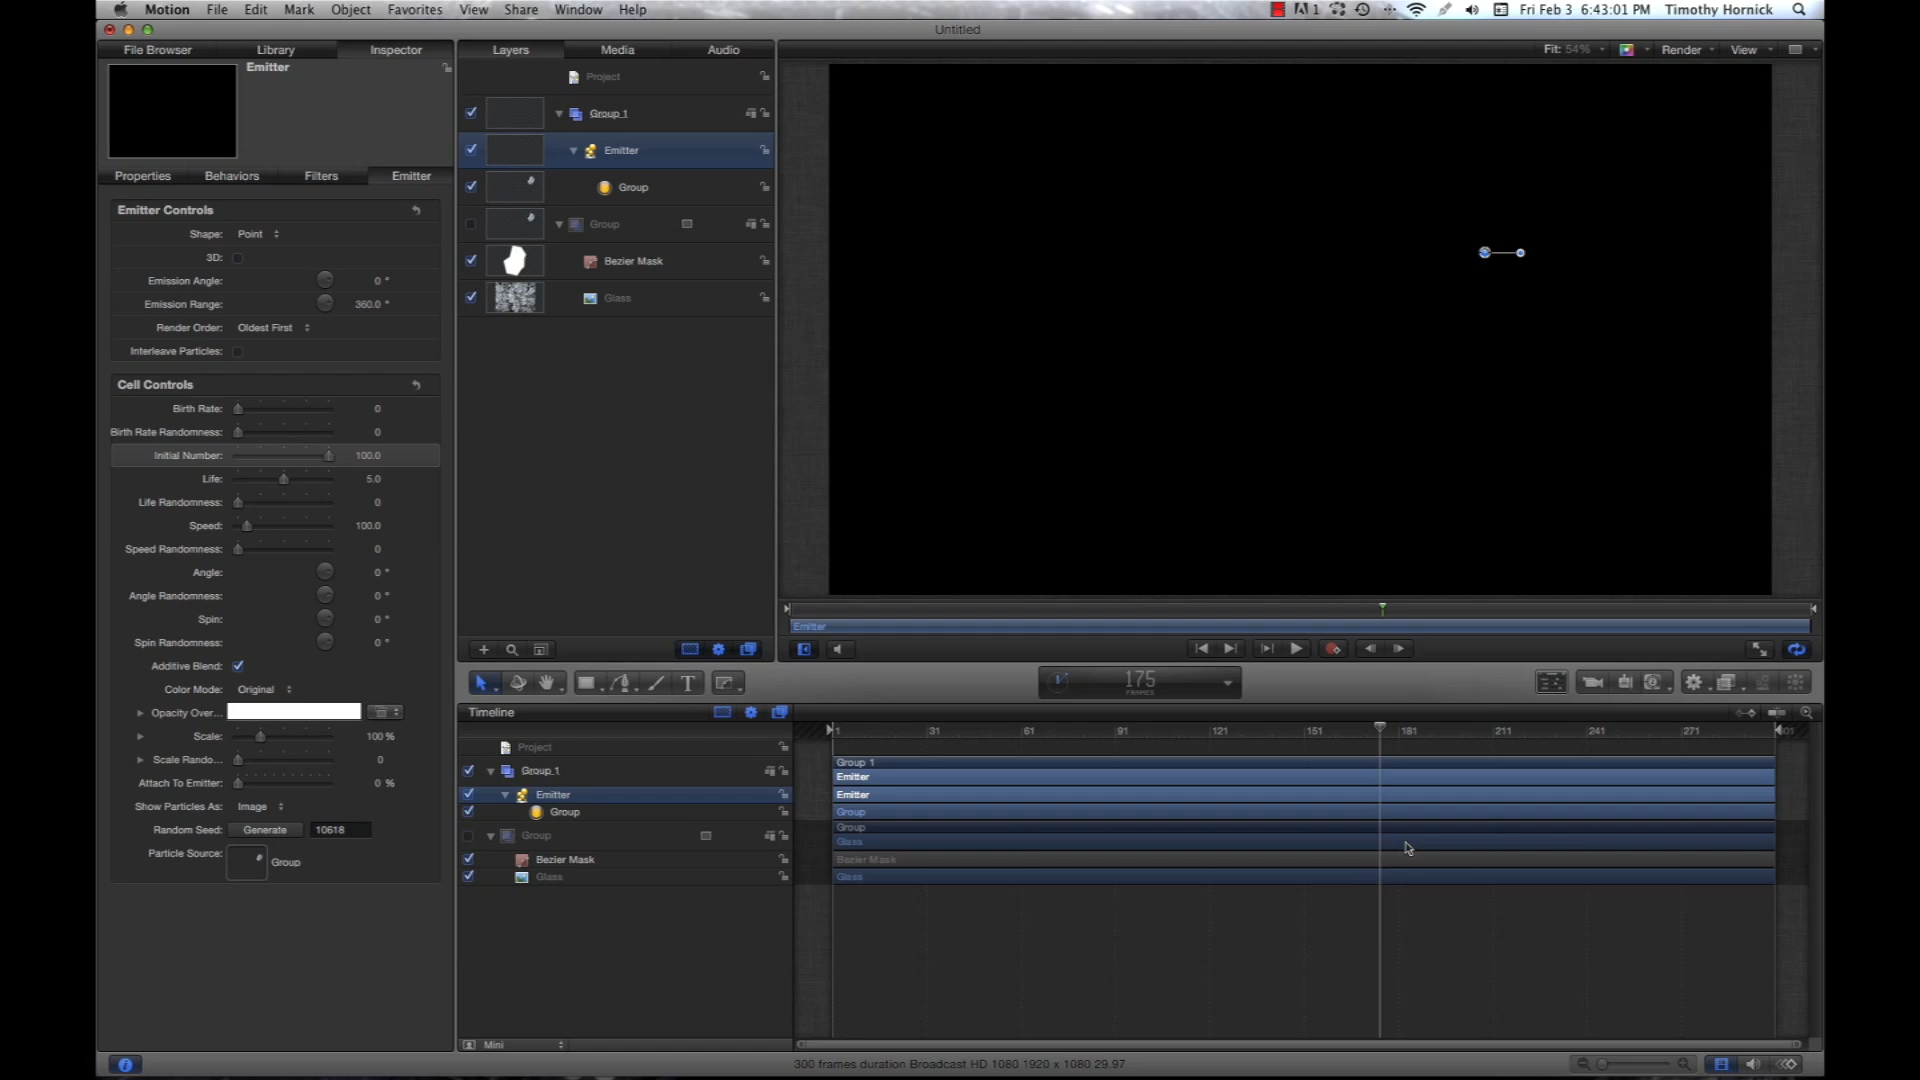 Motion File Edit Mark Object Favorites View Share Window Help
1 Fri Feb 3 6:43:01 PM Timothy Hornick
Untitled
File Browser Library Inspector
Layers Media Audio
Fit: 54% Render View
Emitter
Project
Group 1
Emitter
Group
Group
Bezier Mask
Glass
Properties Behaviors Filters Emitter
Emitter Controls
Shape: Point
3D:
Emission Angle: 0 °
Emission Range: 360.0 °
Render Order: Oldest First
Interleave Particles:
Cell Controls
Birth Rate: 0
Birth Rate Randomness: 0
Initial Number: 100.0
Life: 5.0
Life Randomness: 0
Speed: 100.0
Speed Randomness: 0
Angle: 0 °
Angle Randomness: 0 °
Spin: 0 °
Spin Randomness: 0 °
Additive Blend:
Color Mode: Original
Opacity Over...
Scale: 100 %
Scale Rando... 0
Attach To Emitter: 0 %
Show Particles As: Image
Random Seed: Generate 10618
Particle Source: Group
Emitter
T
175
FRAMES
Timeline
1 31 61 91 121 151 181 211 241 271 301
Project
Group 1 Group 1
Emitter
Emitter Emitter
Group Group
Group Group
Glass
Bezier Mask Bezier Mask
Glass Glass
Mini
300 frames duration Broadcast HD 1080 1920 x 1080 29.97